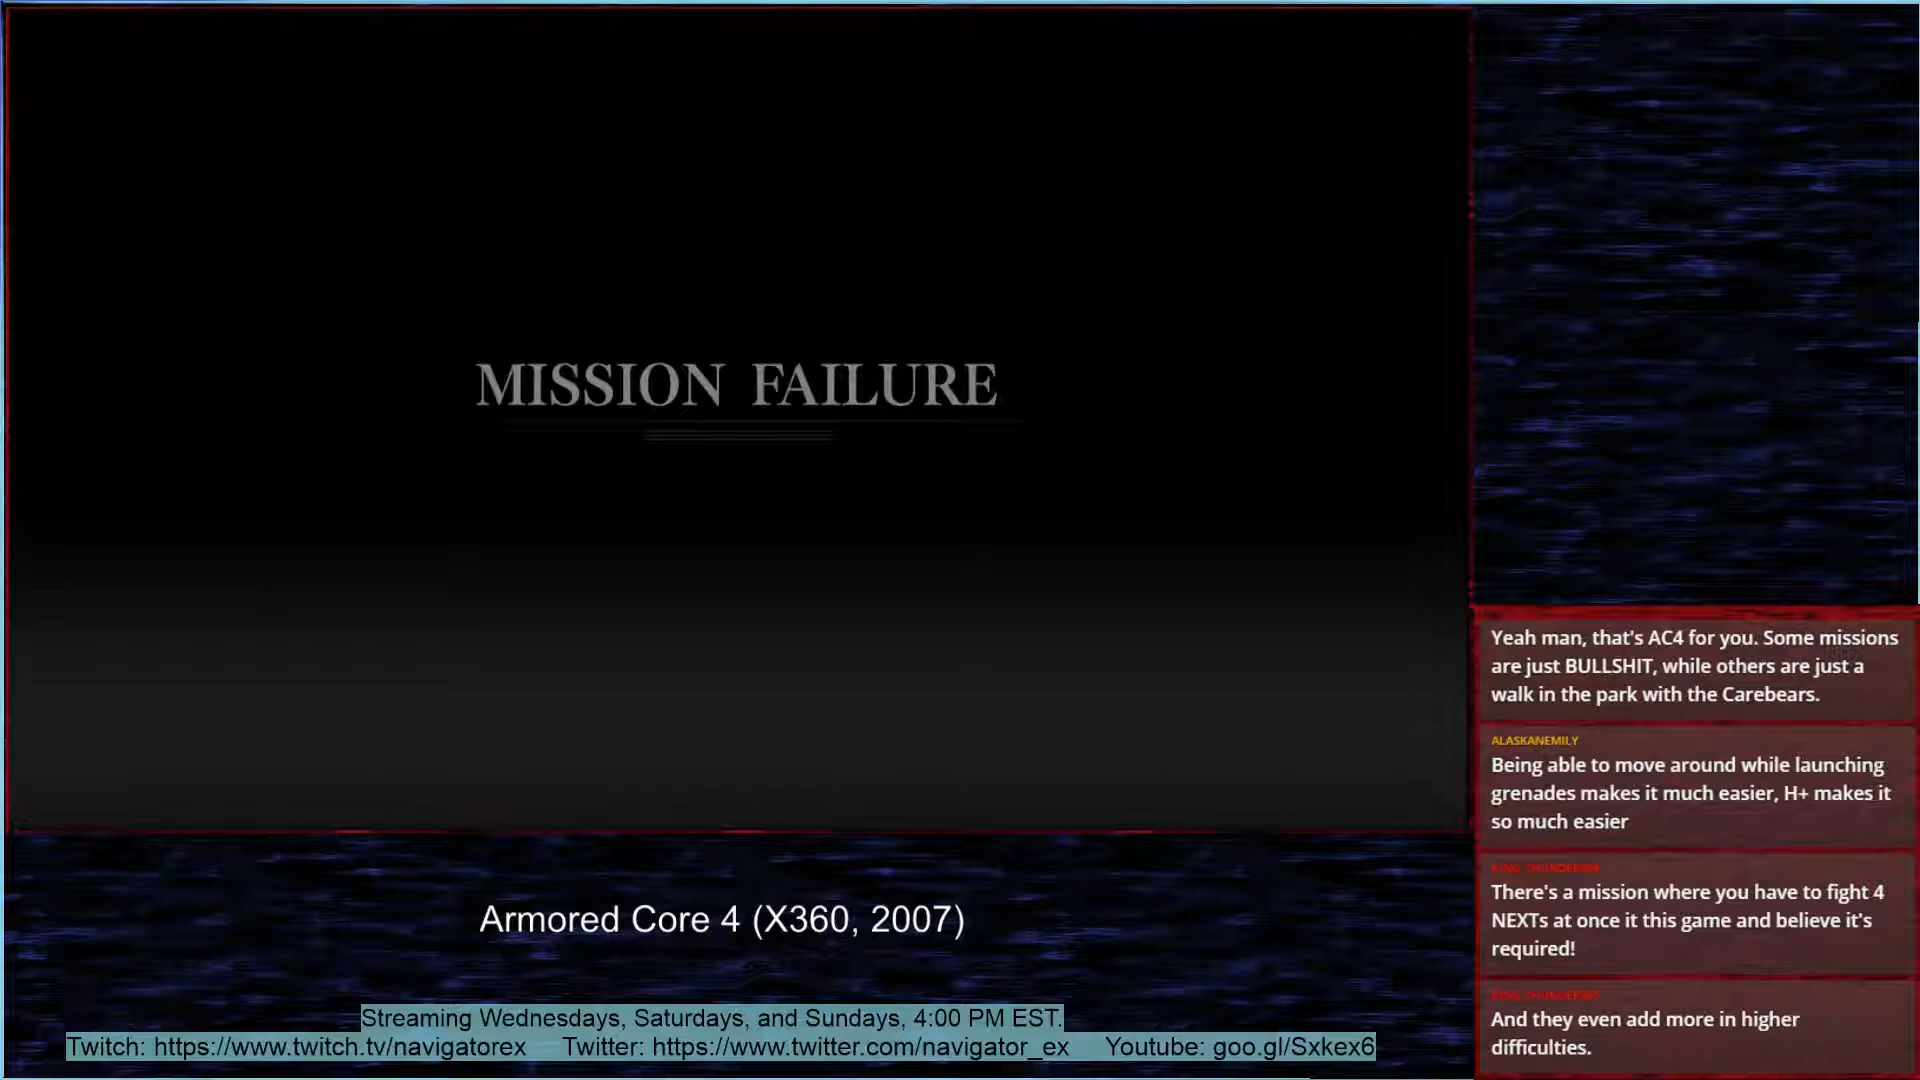 MISSION FAILURE
Yeah man, that's AC4 for you. Some missions
are just BULLSHIT, while others are just a
walk in the park with the Carebears.
ALASKANEMILY
Being able to move around while launching
grenades makes it much easier, H+ makes it
so much easier
There's a mission where you have to fight 4
NEXTs at once it this game and believe it's
required!
And they even add more in higher
difficulties.
Armored Core 4 (X360, 2007)
Streaming Wednesdays, Saturdays, and Sundays, 4:00 PM EST.
Twitch: https://www.twitch.tv/navigatorex Twitter: https://www.twitter.com/navigator_ex Youtube: goo.gl/Sxkex6